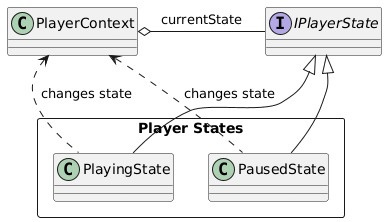 C PlayerContext
currentState
I IPlayerState
changes state
changes state
Player States
C PlayingState
C PausedState